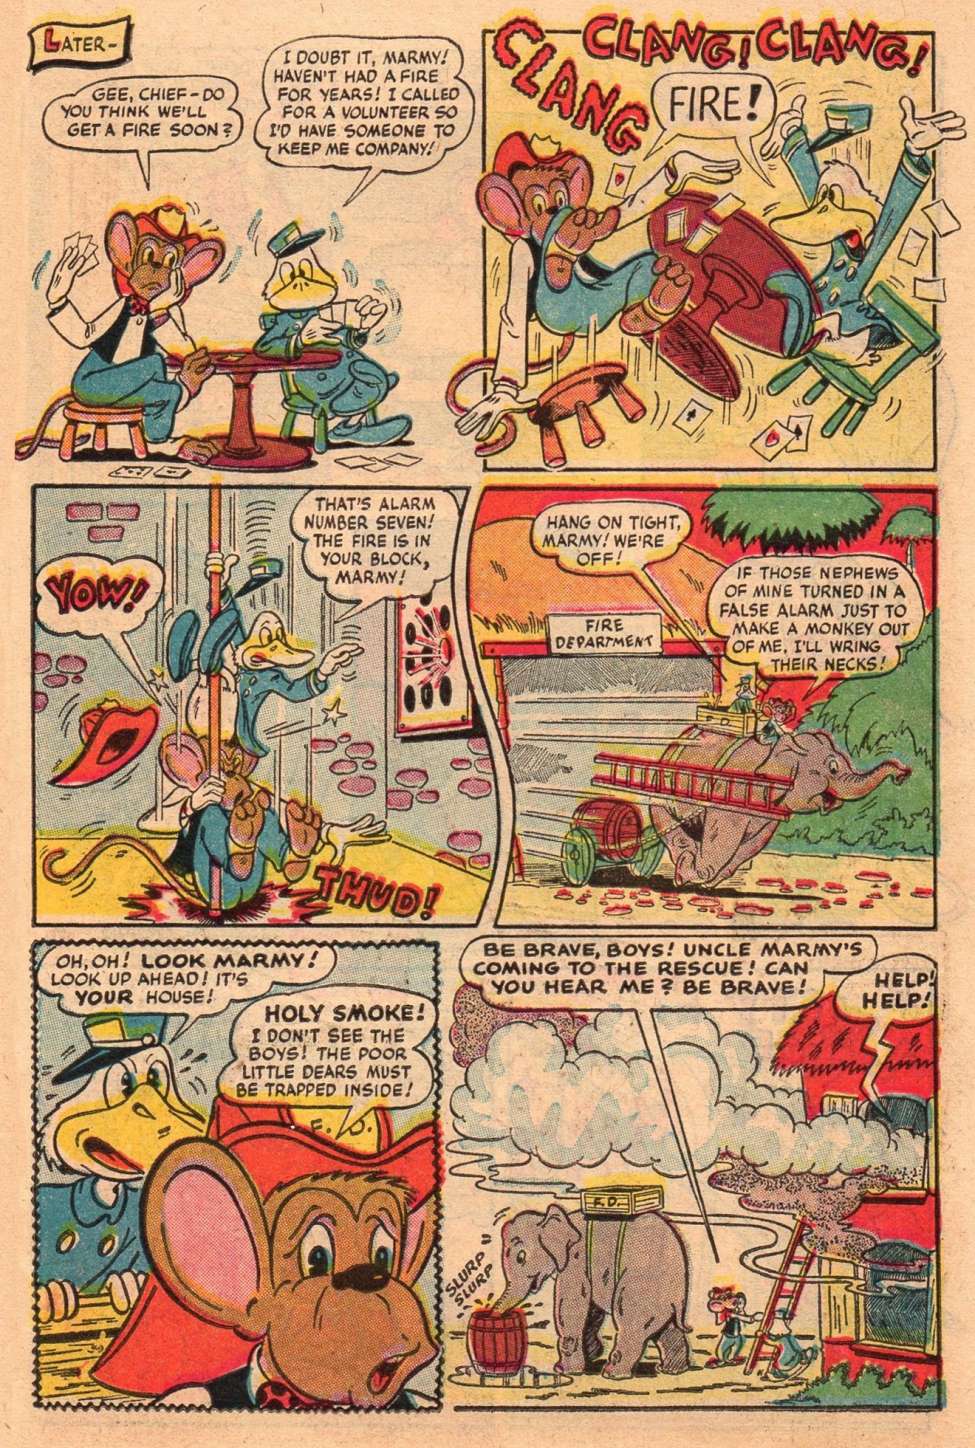 LATER-
GEE, CHIEF-DO
YOU THINK WE'LL
GET A FIRE SOON?
I DOUBT IT, MARMY!
HAVEN'T HAD A FIRE
FOR YEARS! I CALLED
FOR A VOLUNTEER SO
I'D HAVE SOMEONE TO
KEEP ME COMPANY!
CLANG CLANG! CLANG!
FIRE!
YOW!
THAT'S ALARM
NUMBER SEVEN!
THE FIRE IS IN
YOUR BLOCK,
MARMY!
THUD!
HANG ON TIGHT,
MARMY! WE'RE
OFF!
IF THOSE NEPHEWS
OF MINE TURNED IN A
FALSE ALARM JUST TO
MAKE A MONKEY OUT
OF ME, I'LL WRING
THEIR NECKS!
FIRE
DEPARTMENT
OH, OH! LOOK MARMY!
LOOK UP AHEAD! IT'S
YOUR HOUSE!
HOLY SMOKE!
I DON'T SEE THE
BOYS! THE POOR
LITTLE DEARS MUST
BE TRAPPED INSIDE!
F.D.
BE BRAVE, BOYS! UNCLE MARMY'S
COMING TO THE RESCUE! CAN
YOU HEAR ME? BE BRAVE!
HELP!
HELP!
F.D.
SLURP
SLURP